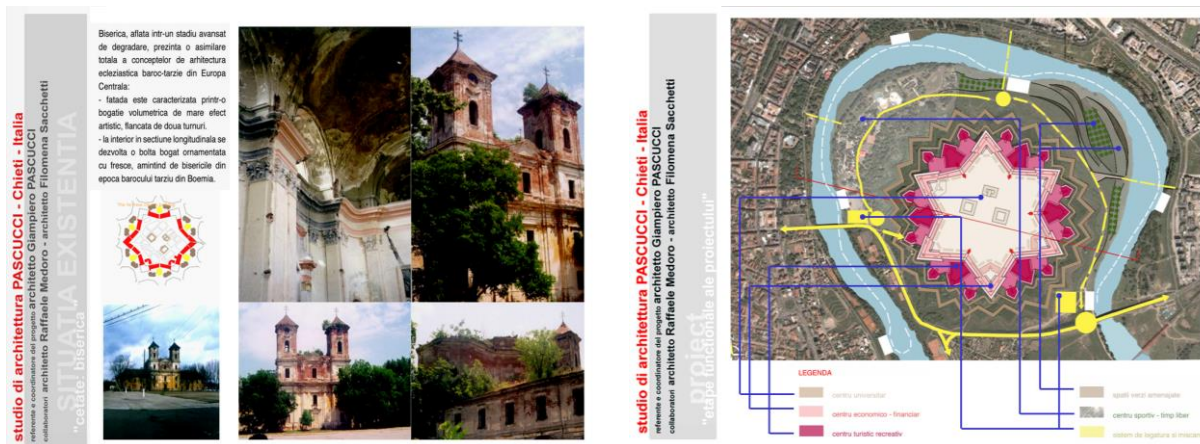 studio di architettura PASCUCCI - Chieti - Italia
referente e coordinatore del progetto architetto Giampiero PASCUCCI
collaboratori architetto Raffaele Medoro - architetto Filomena Sacchetti
SITUATIA EXISTENTIA
"cetate: biserica"
Biserica, aflata intr-un stadiu avansat
de degradare, prezinta o asimilare
totala a conceptelor de arhitectura
ecleziastica baroc-tarzie din Europa
Centrala:
- fatada este caracterizata printr-o
bogatie volumetrica de mare efect
artistic, flancata de doua turnuri.
- la interior in sectiune longitudinala se
dezvolta o bolta bogat ornamentata
cu fresce, amintind de bisericile din
epoca barocului tarziu din Boemia.
studio di architettura PASCUCCI - Chieti - Italia
referente e coordinatore del progetto architetto Giampiero PASCUCCI
collaboratori architetto Raffaele Medoro - architetto Filomena Sacchetti
project
"etape functionale ale proiectului"
LEGENDA
centru universitar
centru economico - financiar
centru turistic recreativ
spatii verzi amenajate
centru sportiv - timp liber
sistem de legatura si